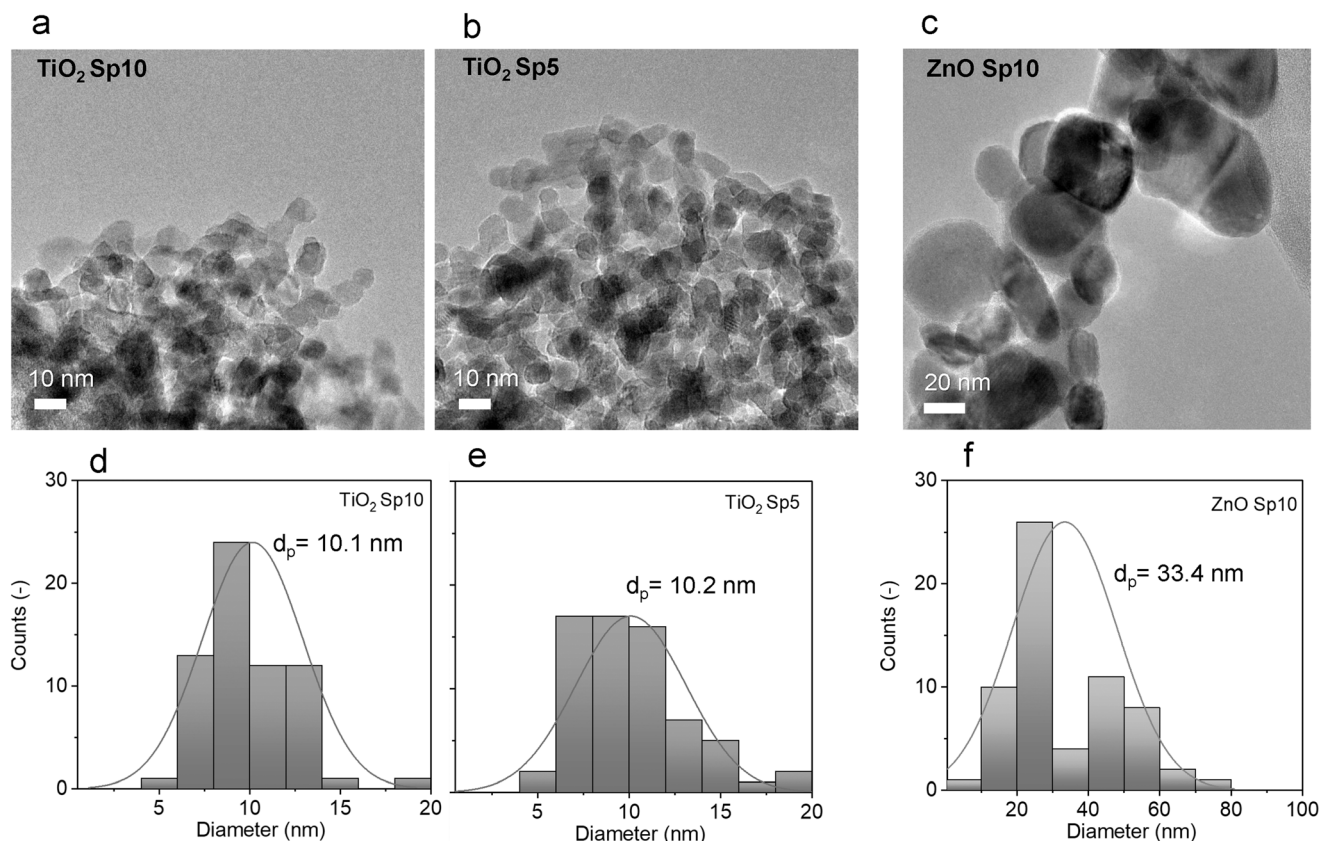 a
b
c
TiO₂ Sp10
TiO₂ Sp5
ZnO Sp10
10 nm
10 nm
20 nm
d
e
f
30
20
10
0
Counts (-)
TiO₂ Sp10
dₚ= 10.1 nm
5
10
15
20
Diameter (nm)
TiO₂ Sp5
dₚ= 10.2 nm
5
10
15
20
Diameter (nm)
30
20
10
0
Counts (-)
ZnO Sp10
dₚ= 33.4 nm
20
40
60
80
100
Diameter (nm)